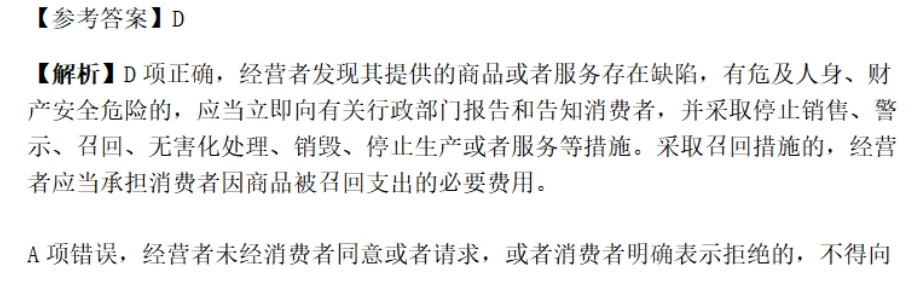 【参考答案】D
【解析】D 项正确，经营者发现其提供的商品或者服务存在缺陷，有危及人身、财
产安全危险的，应当立即向有关行政部门报告和告知消费者，并采取停止销售、警
示、召回、无害化处理、销毁、停止生产或者服务等措施。采取召回措施的，经营
者应当承担消费者因商品被召回支出的必要费用。
A 项错误，经营者未经消费者同意或者请求，或者消费者明确表示拒绝的，不得向